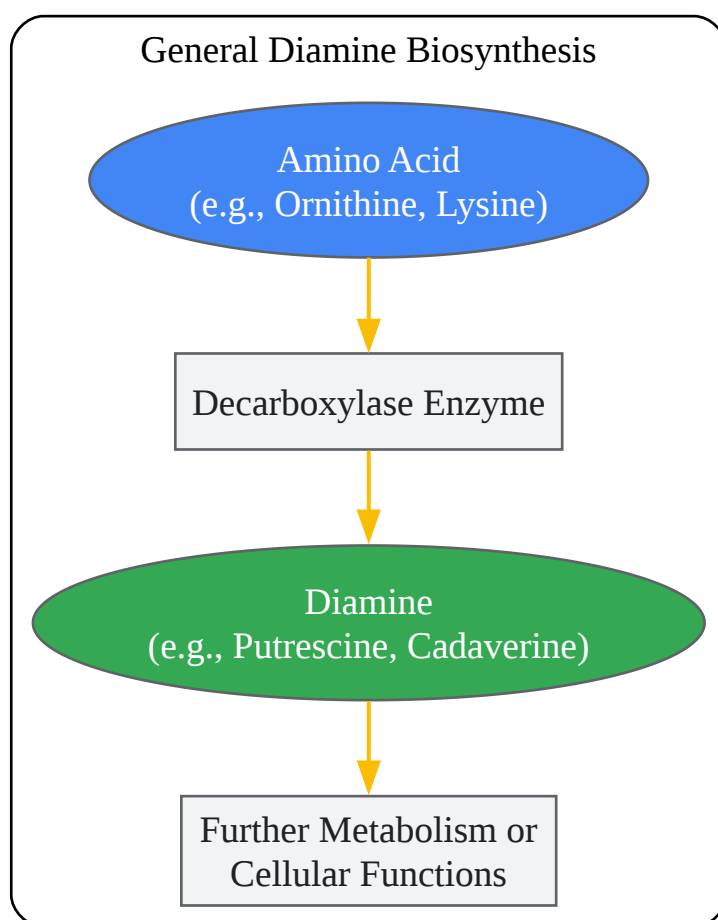 General Diamine Biosynthesis
Amino Acid
(e.g., Ornithine, Lysine)
Decarboxylase Enzyme
Diamine
(e.g., Putrescine, Cadaverine)
Further Metabolism or
Cellular Functions